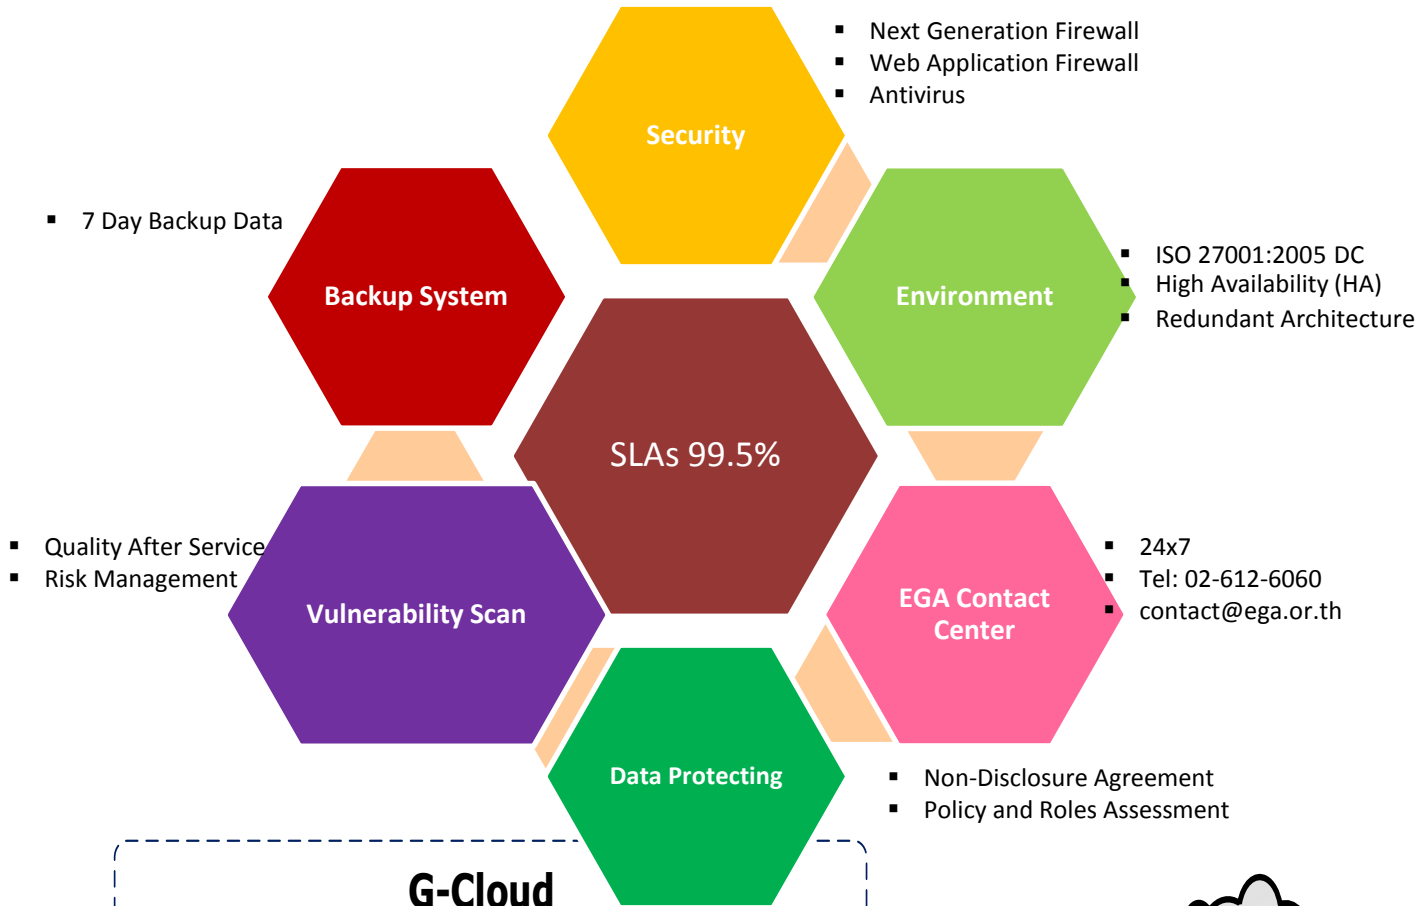 Next Generation Firewall
Web Application Firewall
Antivirus
Security
7 Day Backup Data
Backup System
Environment
ISO 27001:2005 DC
High Availability (HA)
Redundant Architecture
SLAs 99.5%
Quality After Service
Risk Management
Vulnerability Scan
EGA Contact
Center
24x7
Tel: 02-612-6060
contact@ega.or.th
Data Protecting
Non-Disclosure Agreement
Policy and Roles Assessment
G-Cloud